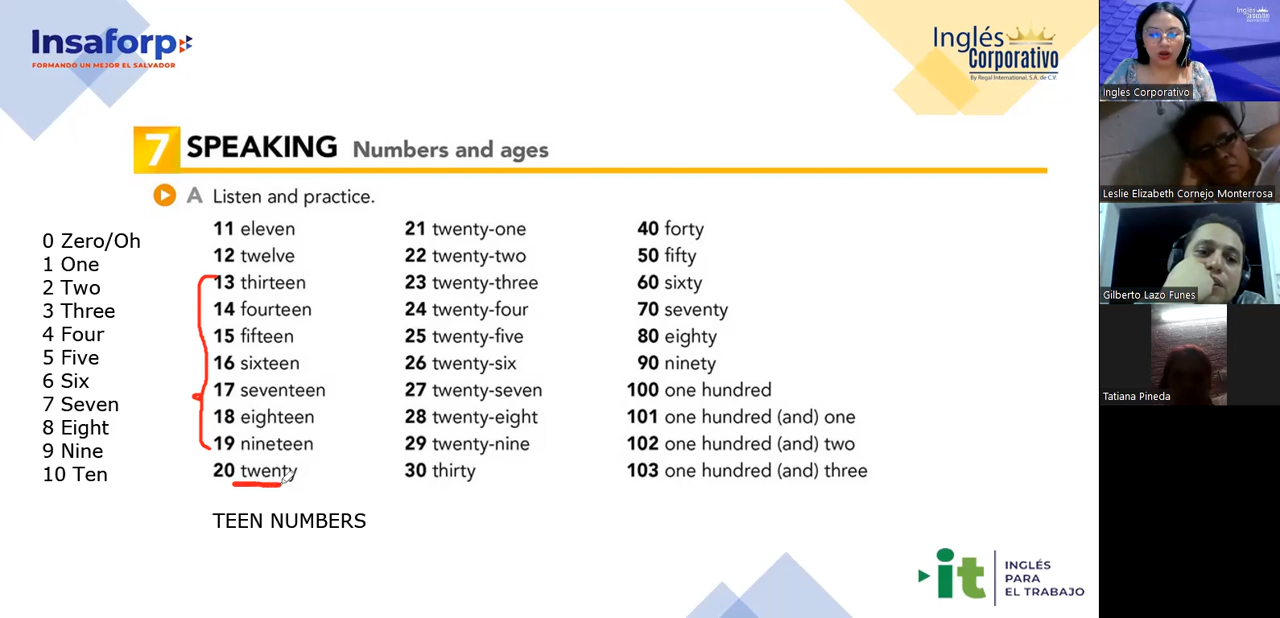 Insaforp
FORMANDO UN MEJOR EL SALVADOR
Inglés
Corporativo
By Regal International, S.A. de C.V.
7 SPEAKING Numbers and ages
A Listen and practice.
0 Zero/Oh
1 One
2 Two
3 Three
4 Four
5 Five
6 Six
7 Seven
8 Eight
9 Nine
10 Ten
11 eleven
12 twelve
13 thirteen
14 fourteen
15 fifteen
16 sixteen
17 seventeen
18 eighteen
19 nineteen
20 twenty
21 twenty-one
22 twenty-two
23 twenty-three
24 twenty-four
25 twenty-five
26 twenty-six
27 twenty-seven
28 twenty-eight
29 twenty-nine
30 thirty
40 forty
50 fifty
60 sixty
70 seventy
80 eighty
90 ninety
100 one hundred
101 one hundred (and) one
102 one hundred (and) two
103 one hundred (and) three
TEEN NUMBERS
it
INGLÉS
PARA
EL TRABAJO
Inglés
Corporativo
Ingles Corporativo
Leslie Elizabeth Cornejo Monterrosa
Gilberto Lazo Funes
Tatiana Pineda